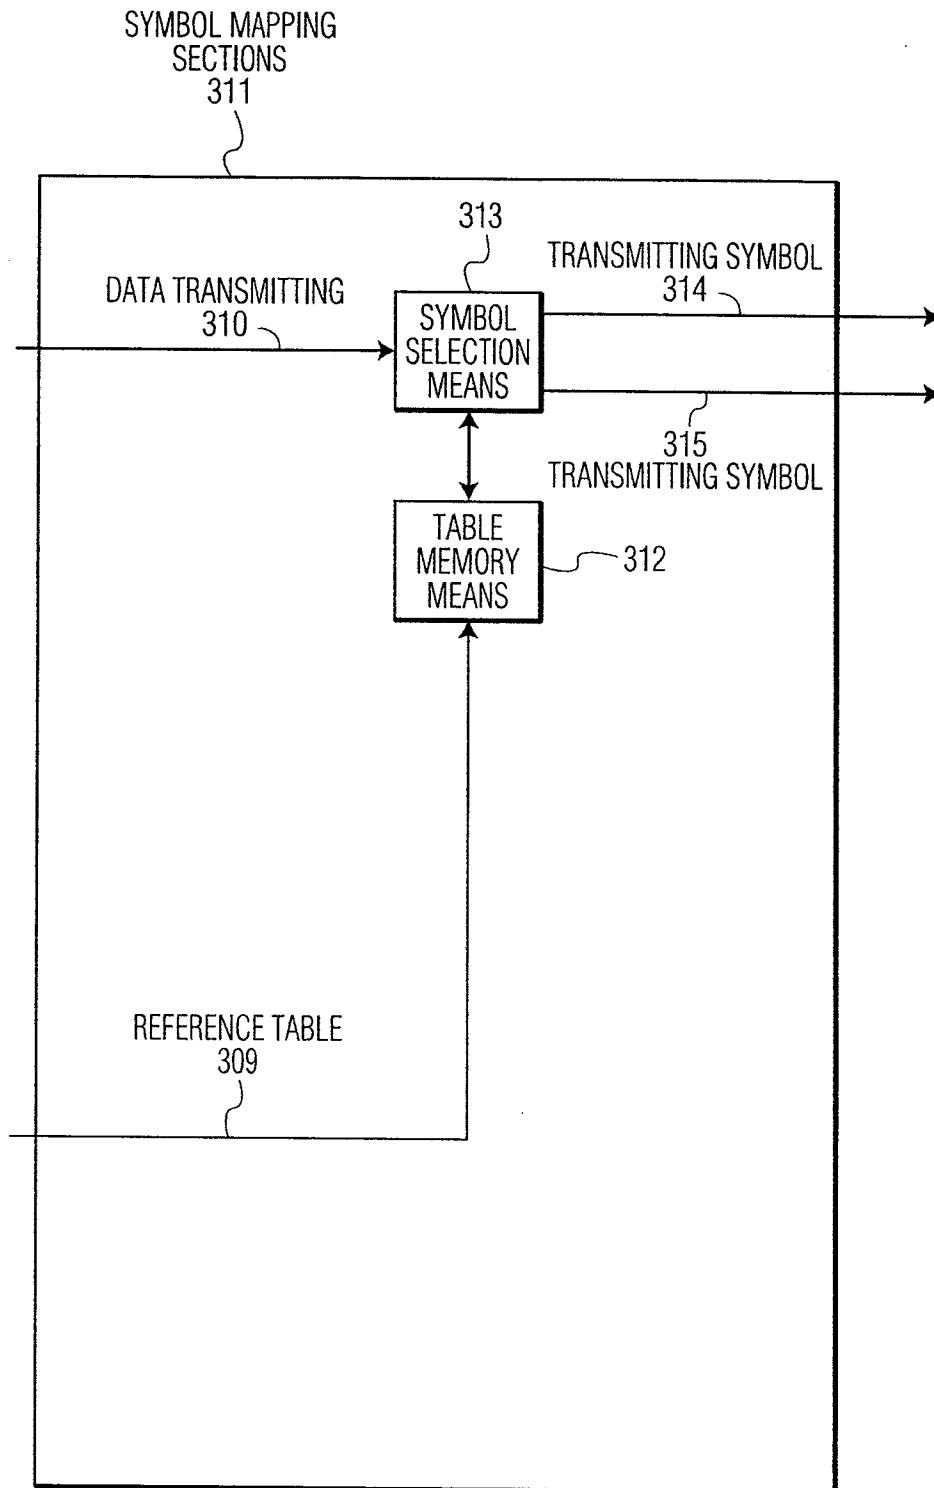 SYMBOL MAPPING
SECTIONS
311
313
TRANSMITTING SYMBOL
314
DATA TRANSMITTING
310
SYMBOL
SELECTION
MEANS
315
TRANSMITTING SYMBOL
TABLE
MEMORY
MEANS
312
REFERENCE TABLE
309